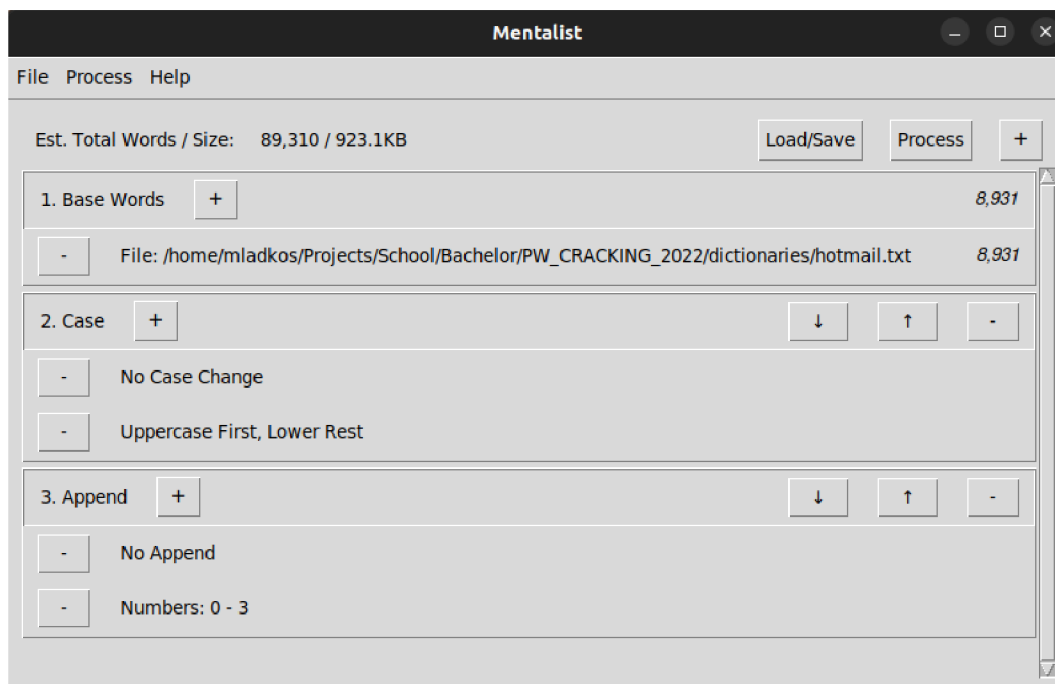 Mentalist
File Process Help
Est. Total Words / Size: 89,310 / 923.1KB Load/Save Process +
1. Base Words + 8,931
- File: /home/mladkos/Projects/School/Bachelor/PW_CRACKING_2022/dictionaries/hotmail.txt 8,931
2. Case + ↓ ↑ -
- No Case Change
- Uppercase First, Lower Rest
3. Append + ↓ ↑ -
- No Append
- Numbers: 0 - 3